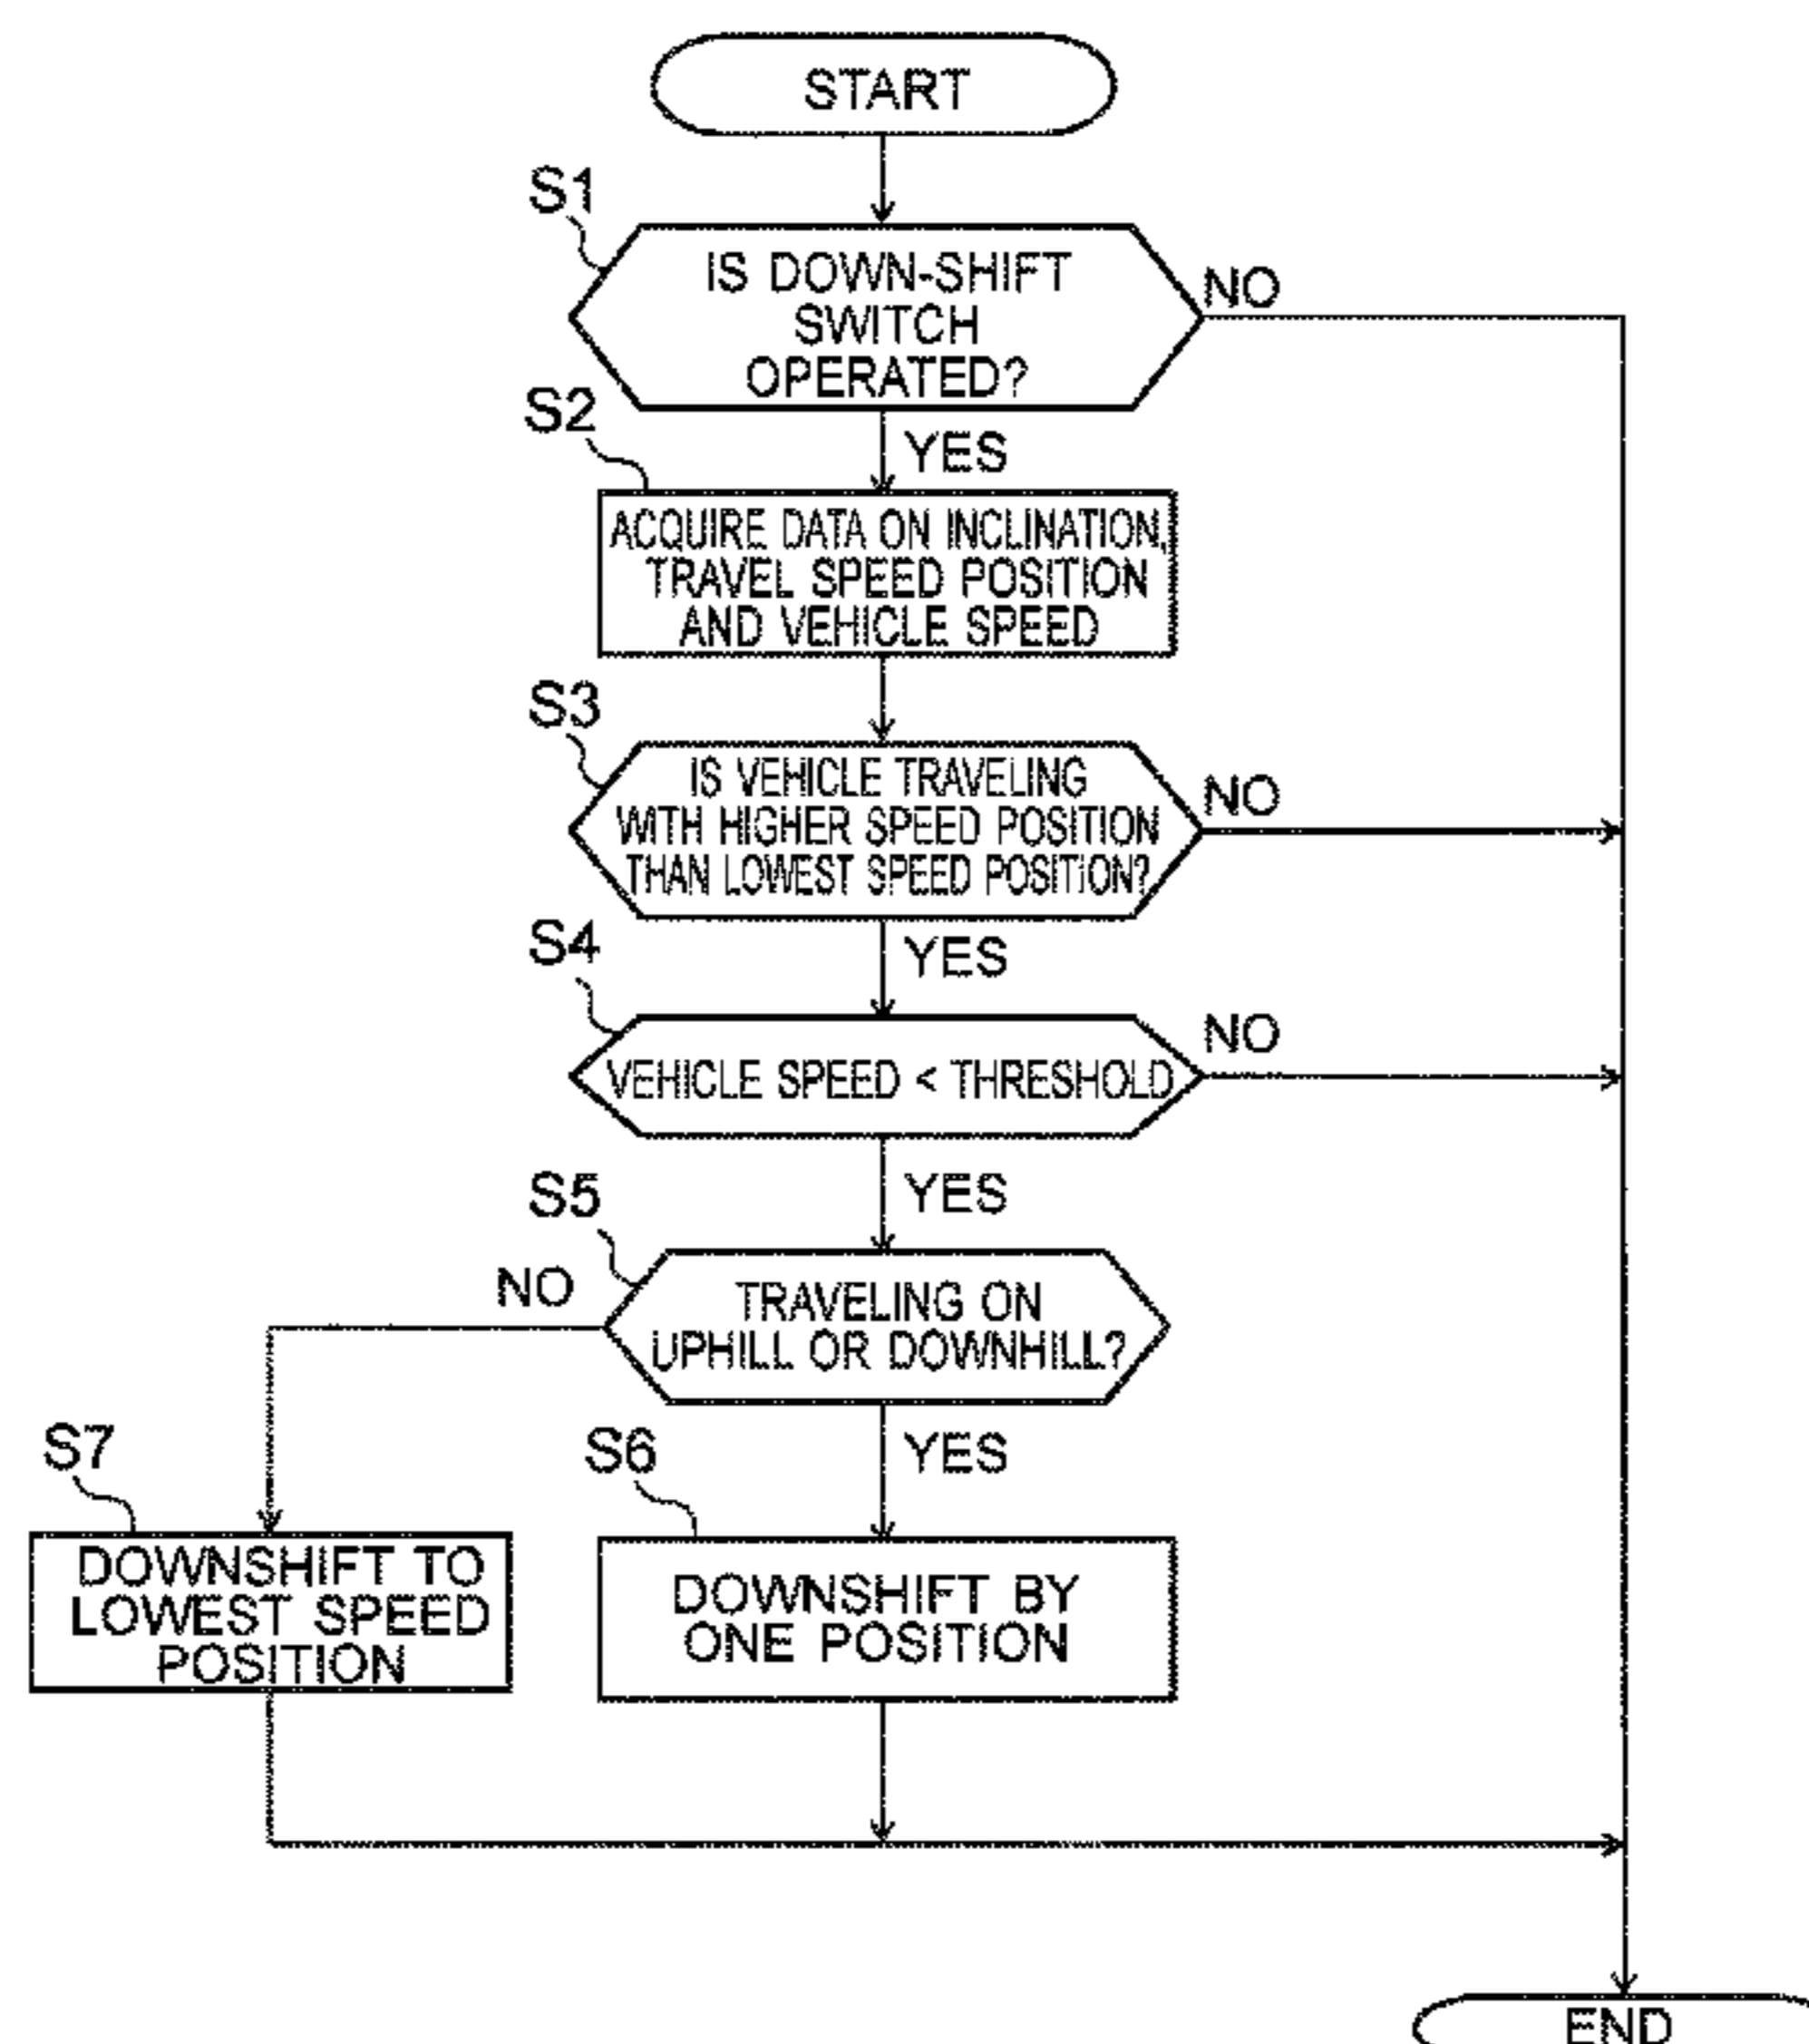 START
S1
IS DOWN-SHIFT
SWITCH
OPERATED?
NO
S2
YES
ACQUIRE DATA ON INCLINATION,
TRAVEL SPEED POSITION
AND VEHICLE SPEED
S3
IS VEHICLE TRAVELING
WITH HIGHER SPEED POSITION
THAN LOWEST SPEED POSITION?
NO
S4
YES
VEHICLE SPEED < THRESHOLD
NO
S5
YES
TRAVELING ON
UPHILL OR DOWNHILL?
NO
S7
S6
YES
DOWNSHIFT TO
LOWEST SPEED
POSITION
DOWNSHIFT BY
ONE POSITION
END